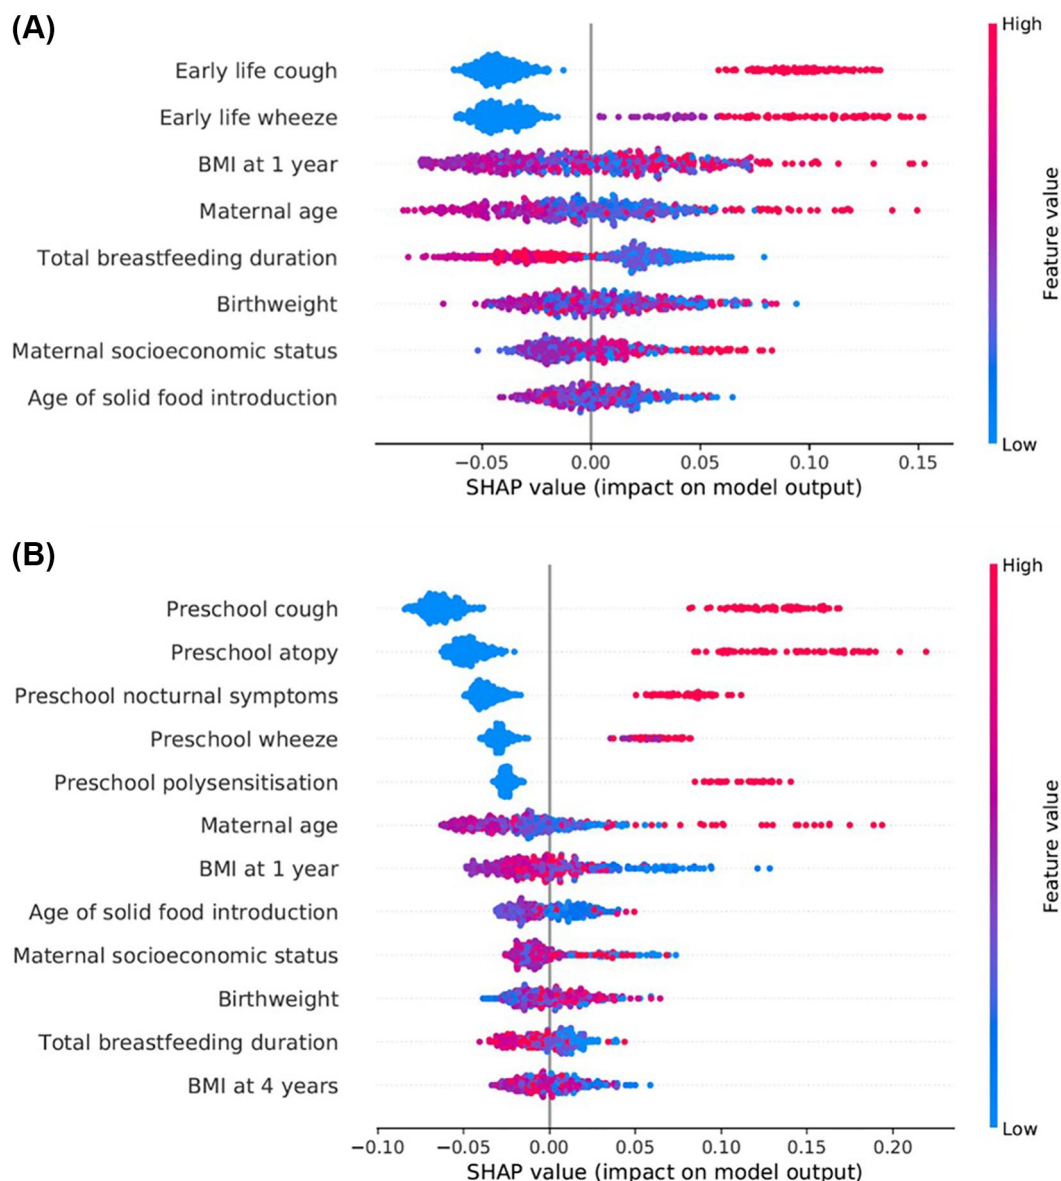 (A)
High
Early life cough
Early life wheeze
BMI at 1 year
Maternal age
Total breastfeeding duration
Birthweight
Maternal socioeconomic status
Age of solid food introduction
Feature value
Low
−0.05 0.00 0.05 0.10 0.15
SHAP value (impact on model output)
(B)
High
Preschool cough
Preschool atopy
Preschool nocturnal symptoms
Preschool wheeze
Preschool polysensitisation
Maternal age
BMI at 1 year
Age of solid food introduction
Maternal socioeconomic status
Birthweight
Total breastfeeding duration
BMI at 4 years
Feature value
Low
−0.10 −0.05 0.00 0.05 0.10 0.15 0.20
SHAP value (impact on model output)